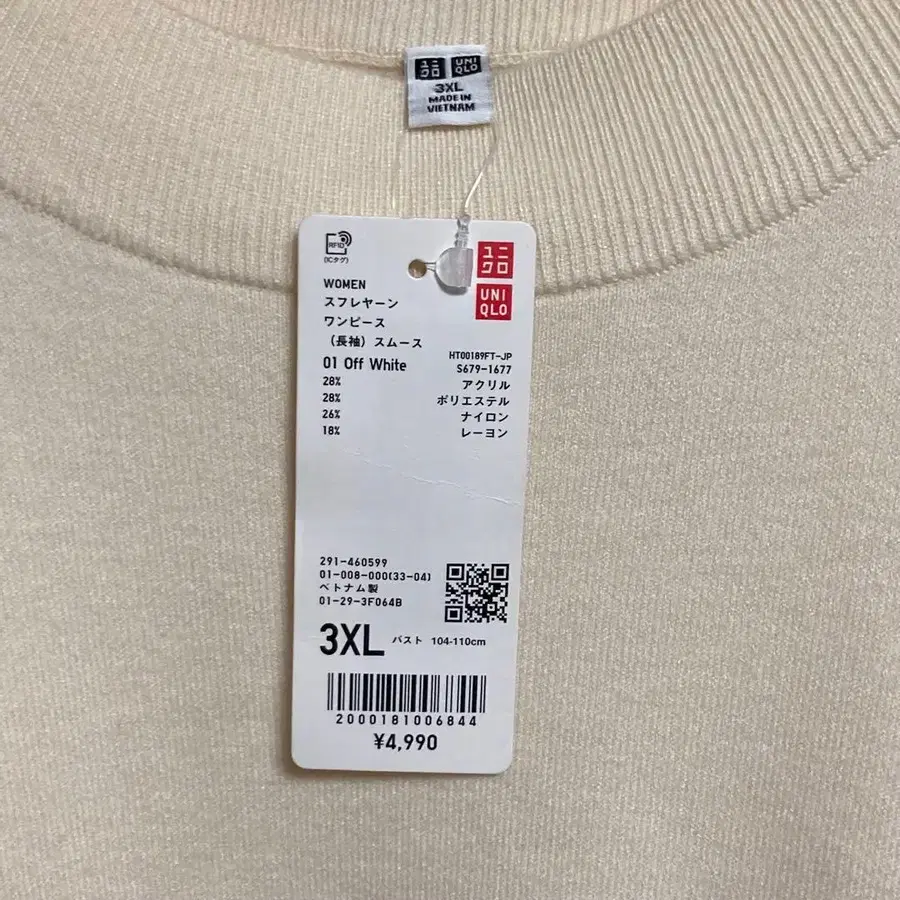 ユニ
クロ
UNI
QLO
3XL
MADE IN
VIETNAM
RFID
(ICタグ)
ユニ
クロ
UNI
QLO
WOMEN
スフレヤーン
ワンピース
（長袖）スムース
HT00189FT-JP
01 Off White S679-1677
28% アクリル
28% ポリエステル
26% ナイロン
18% レーヨン
291-460599
01-008-000(33-04)
ベトナム製
01-29-3F064B
3XL バスト 104-110cm
2000181006844
¥4,990